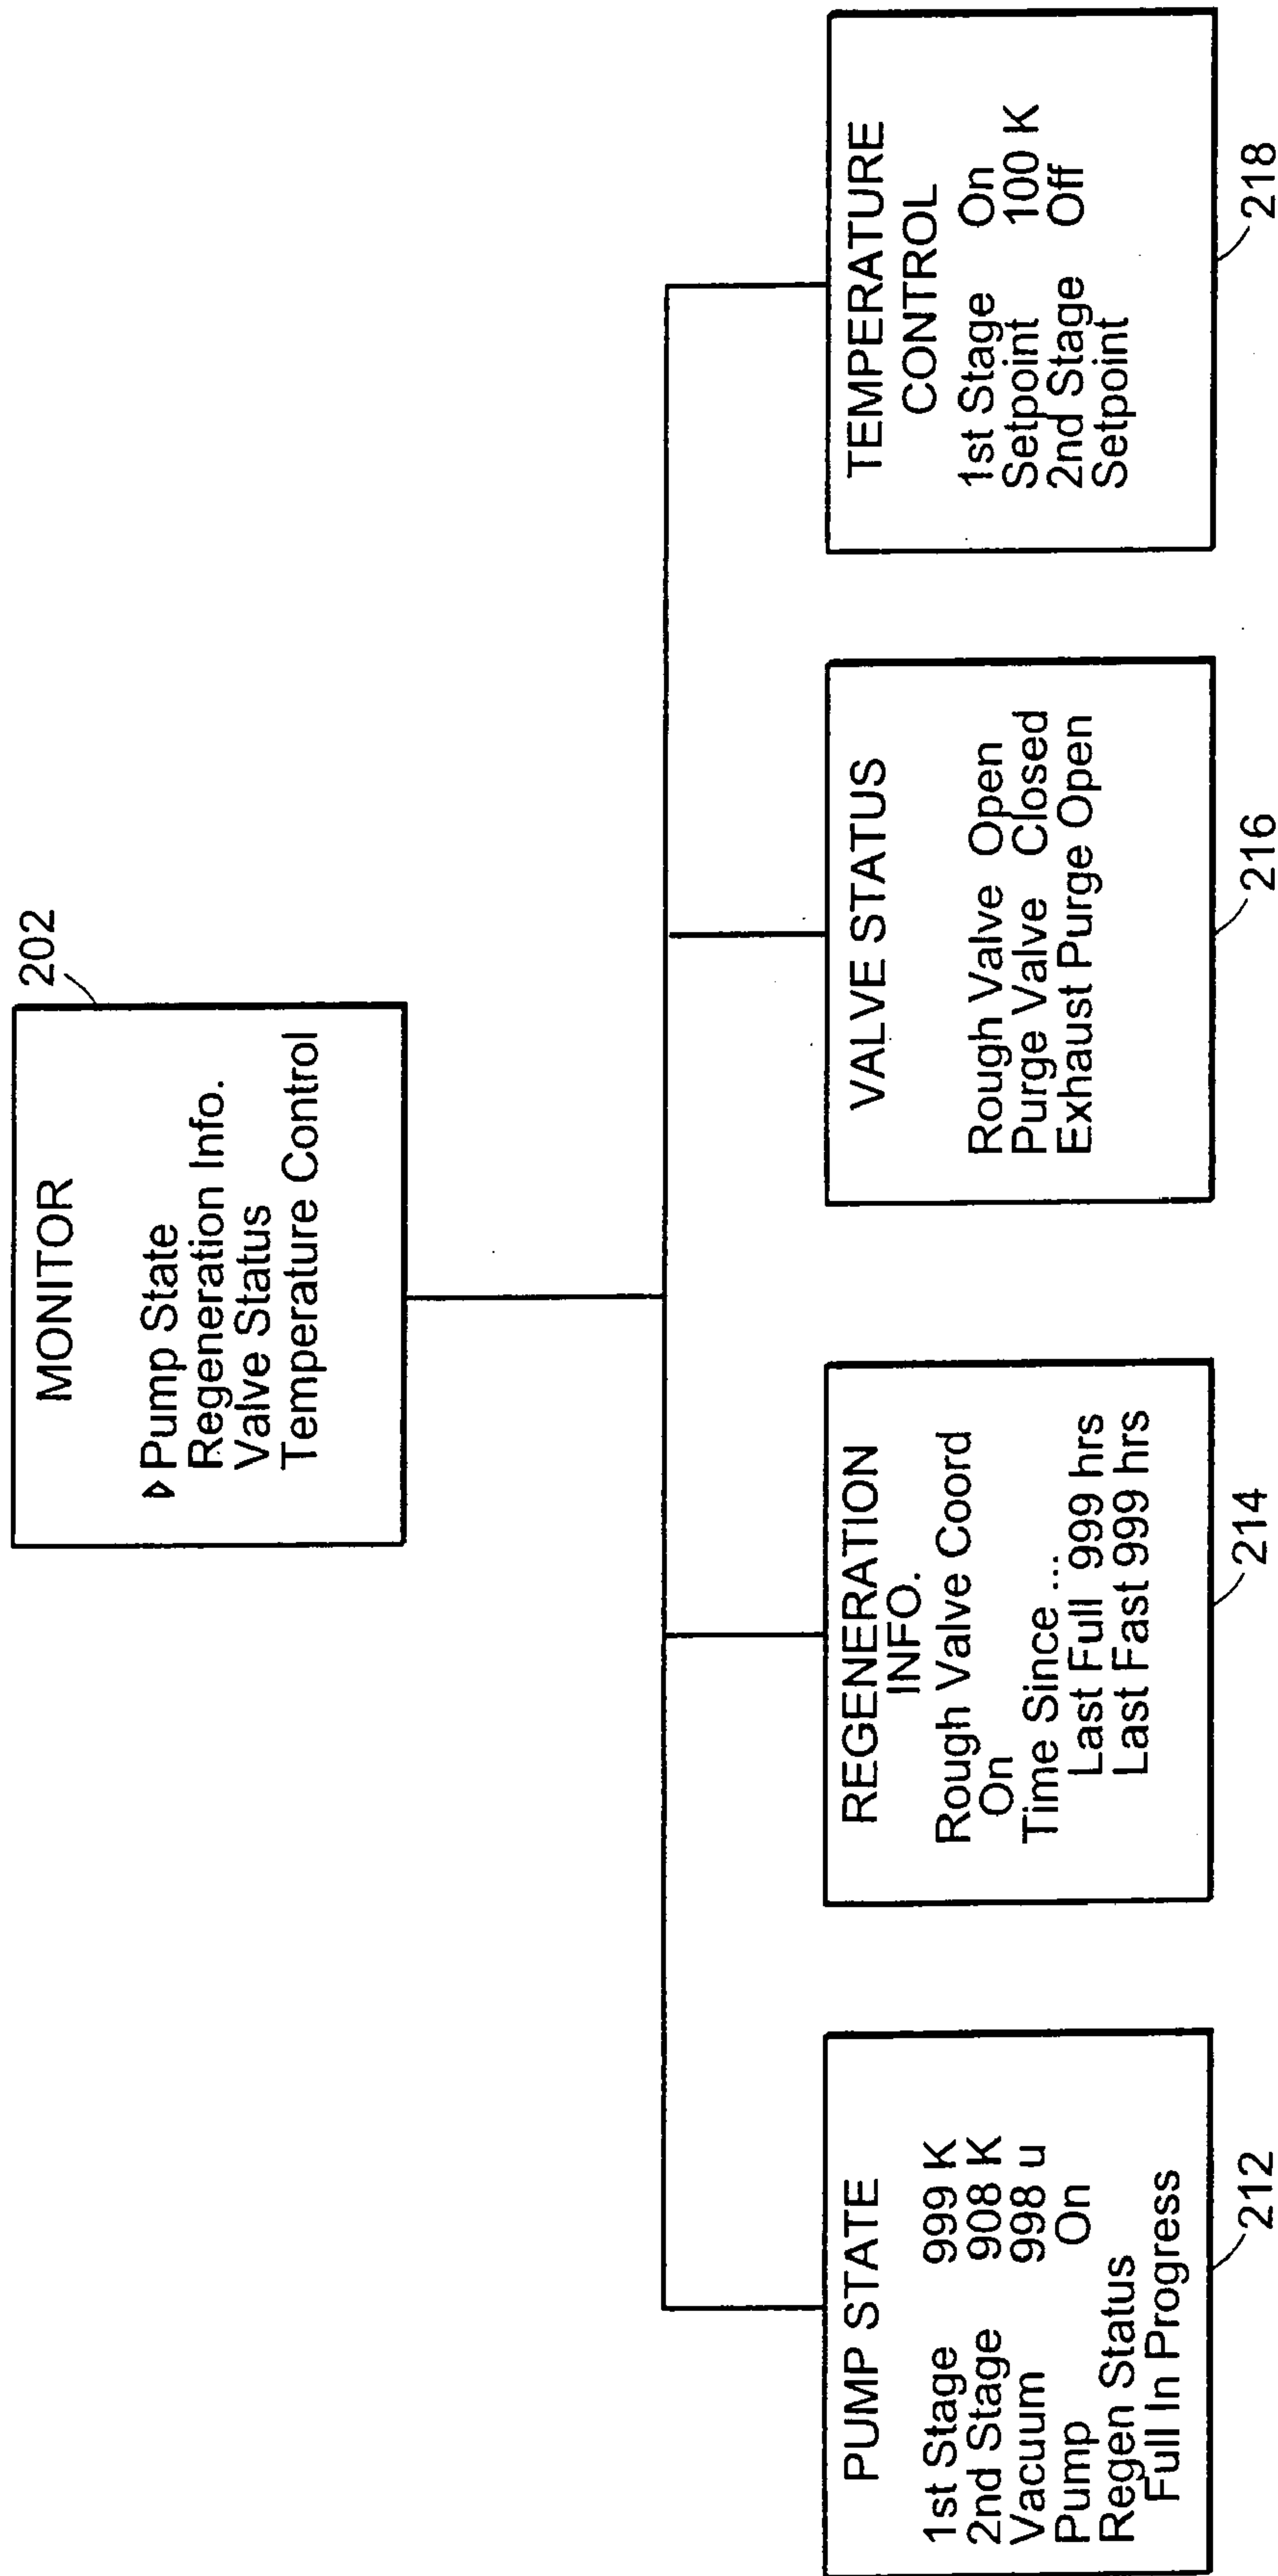 202
MONITOR
Pump State
Regeneration Info.
Valve Status
Temperature Control
PUMP STATE
1st Stage 999 K
2nd Stage 908 K
Vacuum 998 u
Pump On
Regen Status
Full In Progress
212
REGENERATION
INFO.
Rough Valve Coord
On
Time Since ...
Last Full 999 hrs
Last Fast 999 hrs
214
VALVE STATUS
Rough Valve Open
Purge Valve Closed
Exhaust Purge Open
216
TEMPERATURE
CONTROL
1st Stage On
Setpoint 100 K
2nd Stage Off
Setpoint
218